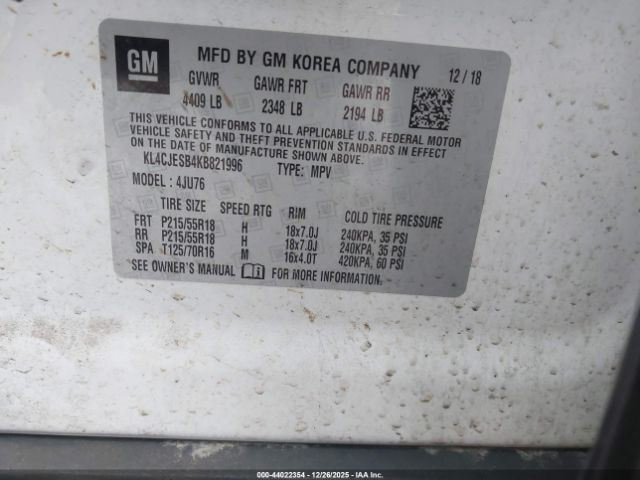 GM
MFD BY GM KOREA COMPANY 12/18
GVWR GAWR FRT GAWR RR
4409 LB 2348 LB 2194 LB
THIS VEHICLE CONFORMS TO ALL APPLICABLE U.S. FEDERAL MOTOR
VEHICLE SAFETY AND THEFT PREVENTION STANDARDS IN EFFECT
ON THE DATE OF MANUFACTURE SHOWN ABOVE.
KL4CJESB4KB821996 TYPE: MPV
MODEL: 4JU76
TIRE SIZE SPEED RTG RIM COLD TIRE PRESSURE
FRT P215/55R18 H 18x7.0J 240KPA, 35 PSI
RR P215/55R18 H 18x7.0J 240KPA, 35 PSI
SPA T125/70R16 M 16x4.0T 420KPA, 60 PSI
SEE OWNER'S MANUAL FOR MORE INFORMATION.
000-44022354 - 12/26/2025 - IAA Inc.